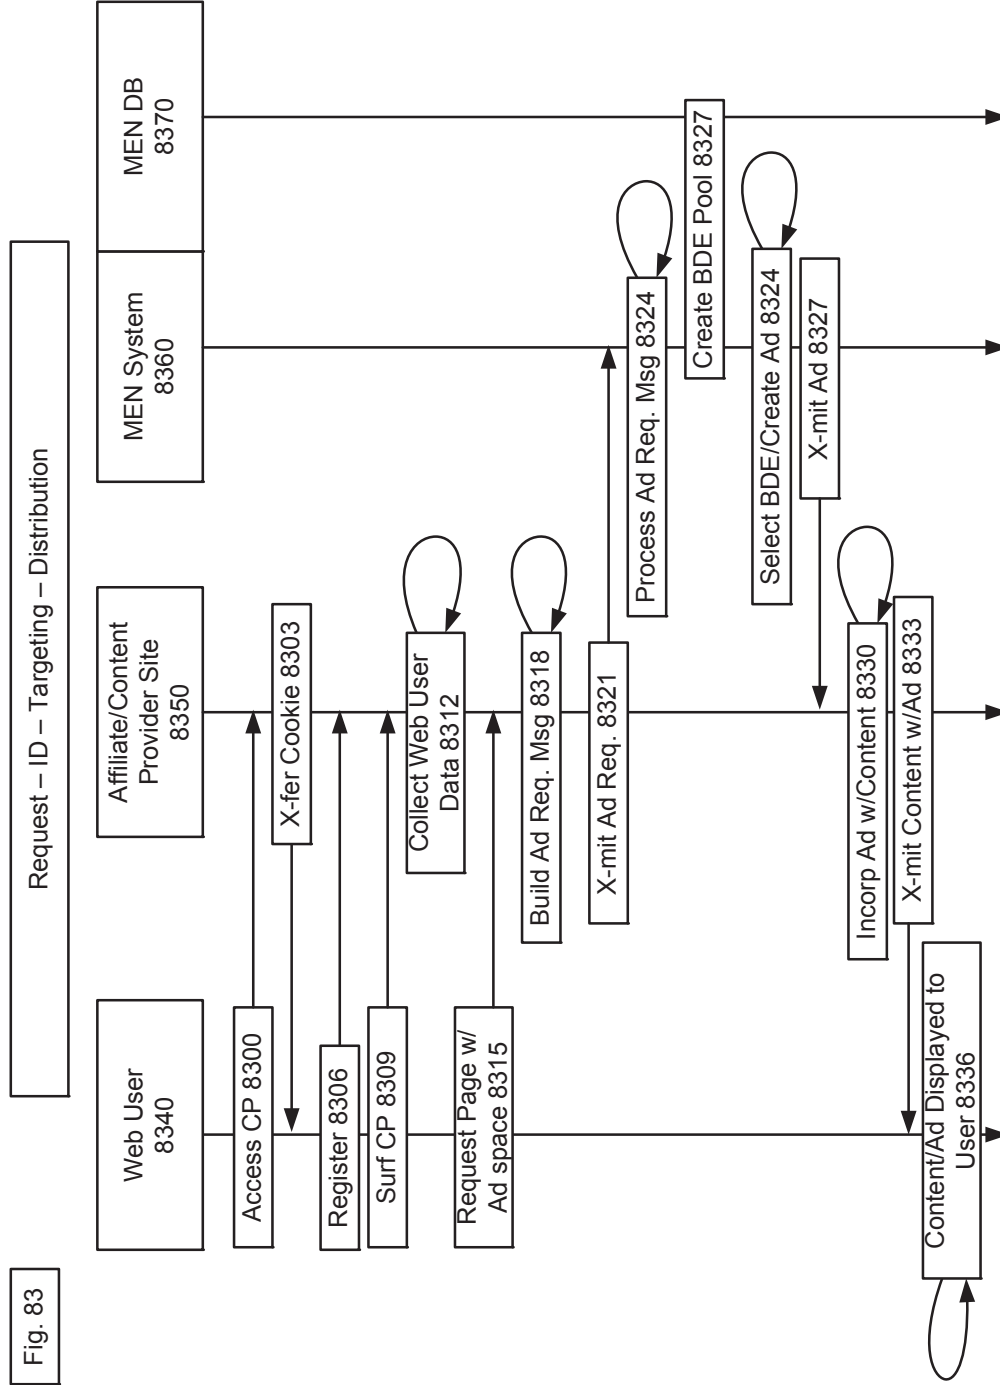 Fig. 83
Request – ID – Targeting – Distribution
Web User
8340
Affiliate/Content
Provider Site
8350
MEN System
8360
MEN DB
8370
Access CP 8300
X-fer Cookie 8303
Register 8306
Surf CP 8309
Collect Web User
Data 8312
Request Page w/
Ad space 8315
Build Ad Req. Msg 8318
X-mit Ad Req. 8321
Process Ad Req. Msg 8324
Create BDE Pool 8327
Select BDE/Create Ad 8324
X-mit Ad 8327
Incorp Ad w/Content 8330
X-mit Content w/Ad 8333
Content/Ad Displayed to
User 8336